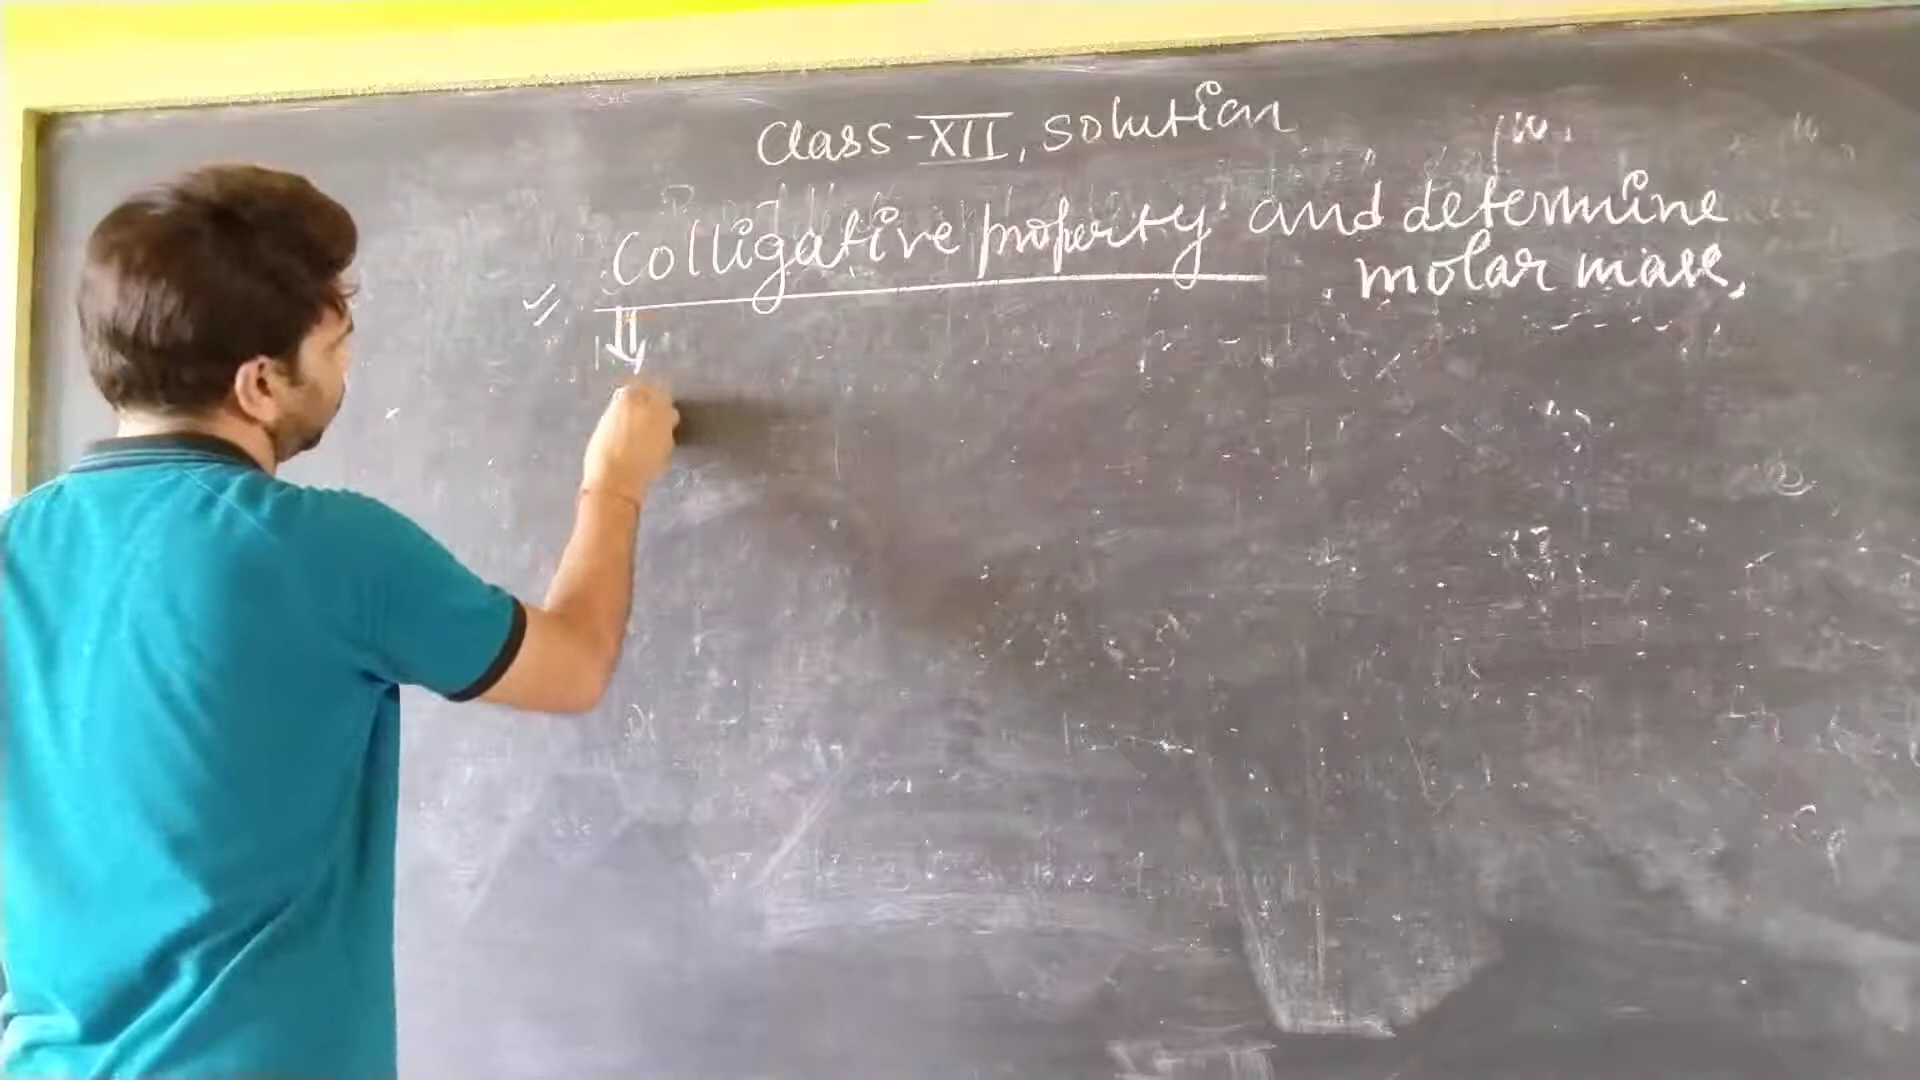 Class-XII, solution
Colligative property and determine
molar mass,